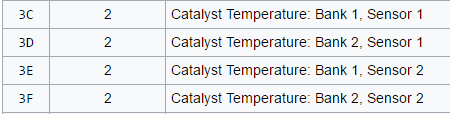 3C 2 Catalyst Temperature: Bank 1, Sensor 1
3D 2 Catalyst Temperature: Bank 2, Sensor 1
3E 2 Catalyst Temperature: Bank 1, Sensor 2
3F 2 Catalyst Temperature: Bank 2, Sensor 2